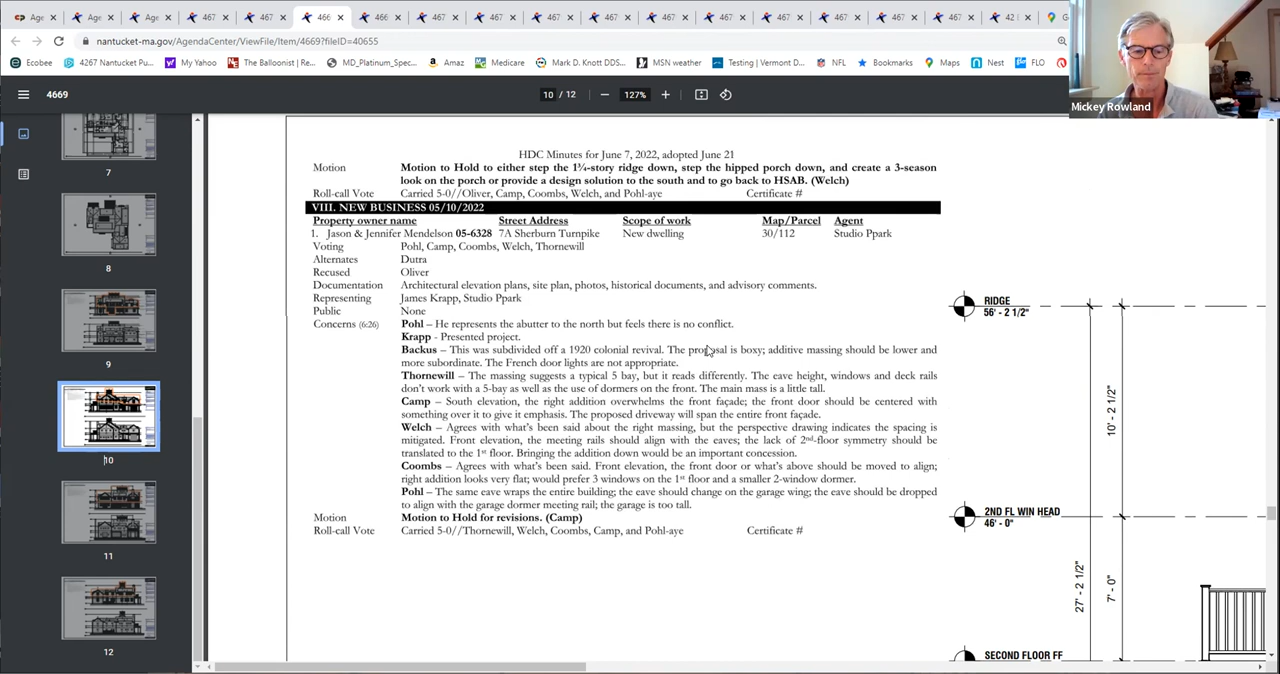 Age
Age
Age
467
467
466
466
467
467
467
467
467
467
467
467
467
467
42
G
nantucket-ma.gov/AgendaCenter/ViewFile/Item/4669?fileID=40655
Ecobee
4267 Nantucket Pu...
My Yahoo
The Balloonist | Re...
MD_Platinum_Spec...
Amaz
Medicare
Mark D. Knott DDS...
MSN weather
Testing | Vermont D...
NFL
Bookmarks
Maps
Nest
FLO
Mickey Rowland
4669
10 / 12
127%
7
8
9
10
11
12
HDC Minutes for June 7, 2022, adopted June 21
Motion Motion to Hold to either step the 1¾-story ridge down, step the hipped porch down, and create a 3-season
look on the porch or provide a design solution to the south and to go back to HSAB. (Welch)
Roll-call Vote Carried 5-0//Oliver, Camp, Coombs, Welch, and Pohl-aye Certificate #
VIII. NEW BUSINESS 05/10/2022
Property owner name Street Address Scope of work Map/Parcel Agent
1. Jason & Jennifer Mendelson 05-6328 7A Sherburn Turnpike New dwelling 30/112 Studio Ppark
Voting Pohl, Camp, Coombs, Welch, Thornewill
Alternates Dutra
Recused Oliver
Documentation Architectural elevation plans, site plan, photos, historical documents, and advisory comments.
Representing James Krapp, Studio Ppark
Public None
Concerns (6:26) Pohl – He represents the abutter to the north but feels there is no conflict.
Krapp - Presented project.
Backus – This was subdivided off a 1920 colonial revival. The proposal is boxy; additive massing should be lower and
more subordinate. The French door lights are not appropriate.
Thornewill – The massing suggests a typical 5 bay, but it reads differently. The eave height, windows and deck rails
don't work with a 5-bay as well as the use of dormers on the front. The main mass is a little tall.
Camp – South elevation, the right addition overwhelms the front façade; the front door should be centered with
something over it to give it emphasis. The proposed driveway will span the entire front façade.
Welch – Agrees with what's been said about the right massing, but the perspective drawing indicates the spacing is
mitigated. Front elevation, the meeting rails should align with the eaves; the lack of 2nd-floor symmetry should be
translated to the 1st floor. Bringing the addition down would be an important concession.
Coombs – Agrees with what's been said. Front elevation, the front door or what's above should be moved to align;
right addition looks very flat; would prefer 3 windows on the 1st floor and a smaller 2-window dormer.
Pohl – The same eave wraps the entire building; the eave should change on the garage wing; the eave should be dropped
to align with the garage dormer meeting rail; the garage is too tall.
Motion Motion to Hold for revisions. (Camp)
Roll-call Vote Carried 5-0//Thornewill, Welch, Coombs, Camp, and Pohl-aye Certificate #
RIDGE
56' - 2 1/2"
10' - 2 1/2"
2ND FL WIN HEAD
46' - 0"
27' - 2 1/2"
7' - 0"
SECOND FLOOR FF